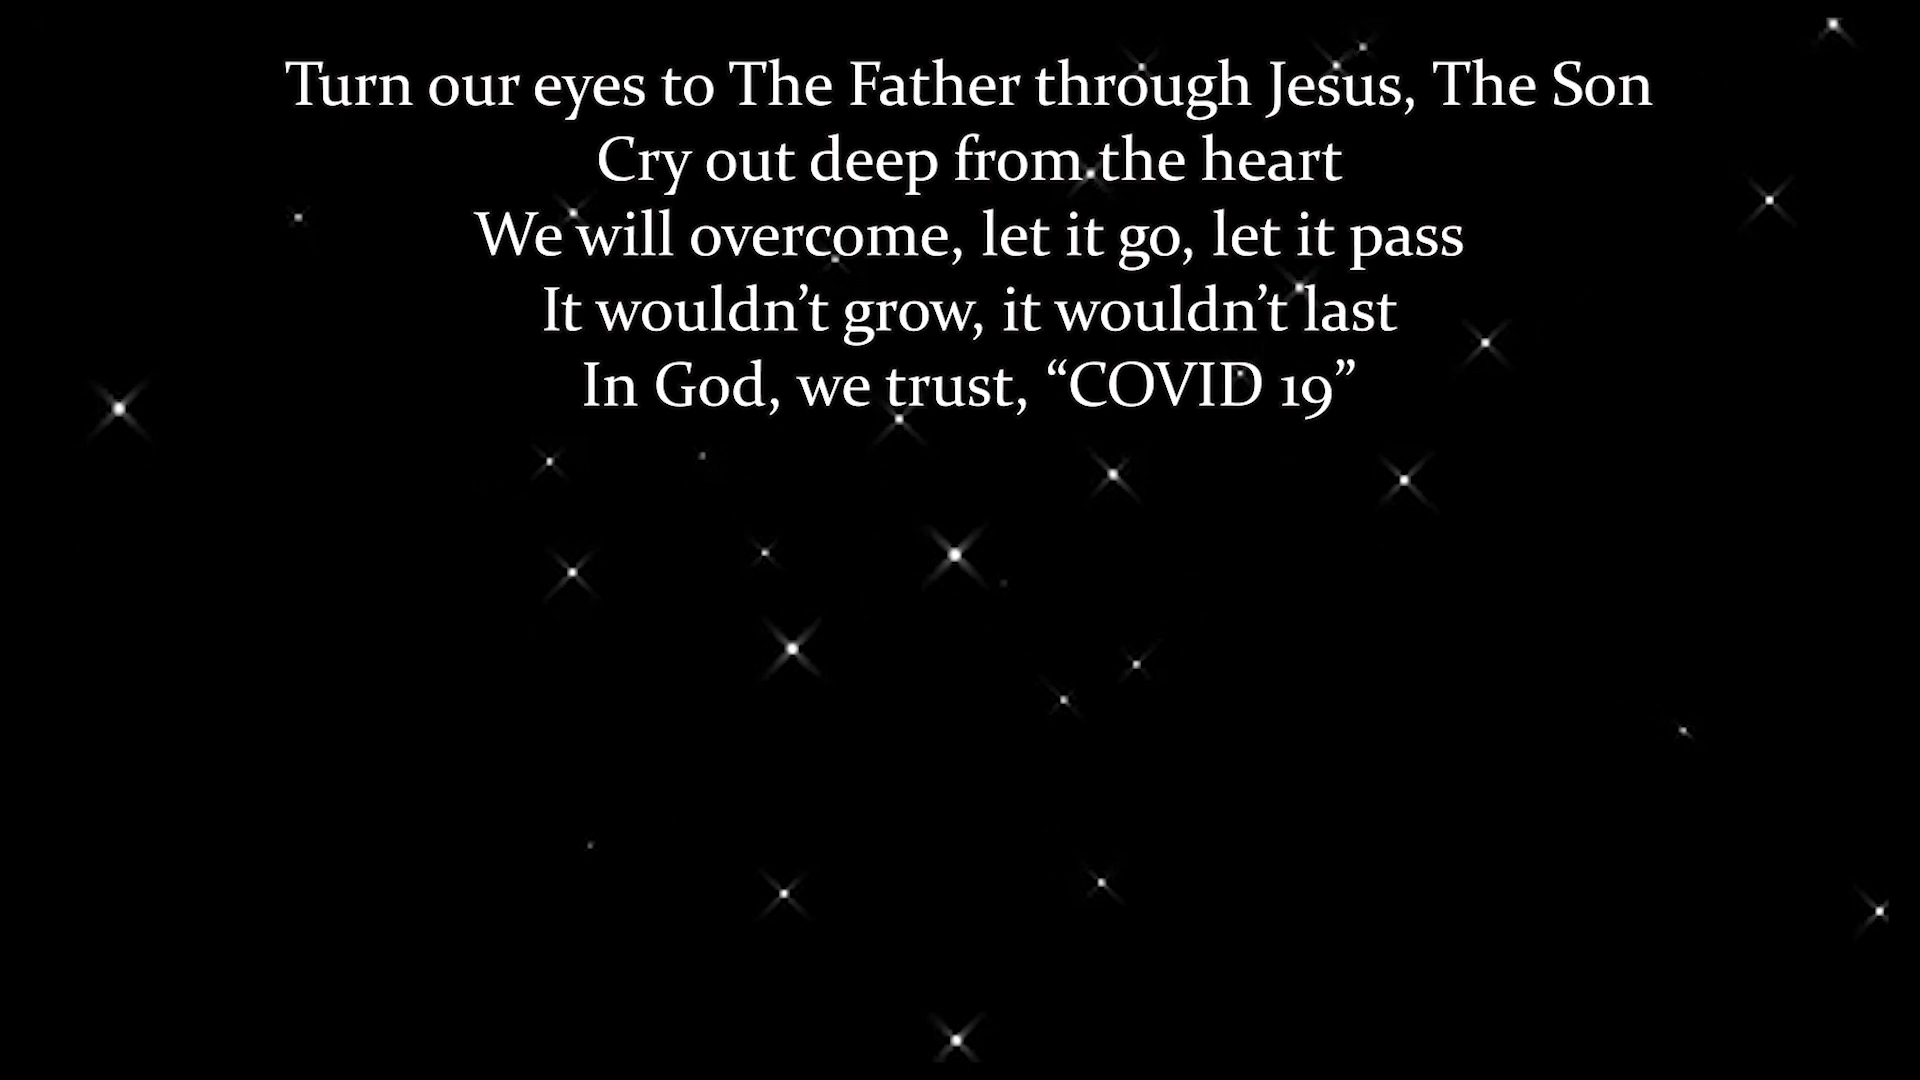 Turn our eyes to The Father through Jesus, The Son
Cry out deep from the heart
We will overcome, let it go, let it pass
It wouldn’t grow, it wouldn’t last
In God, we trust, “COVID 19”